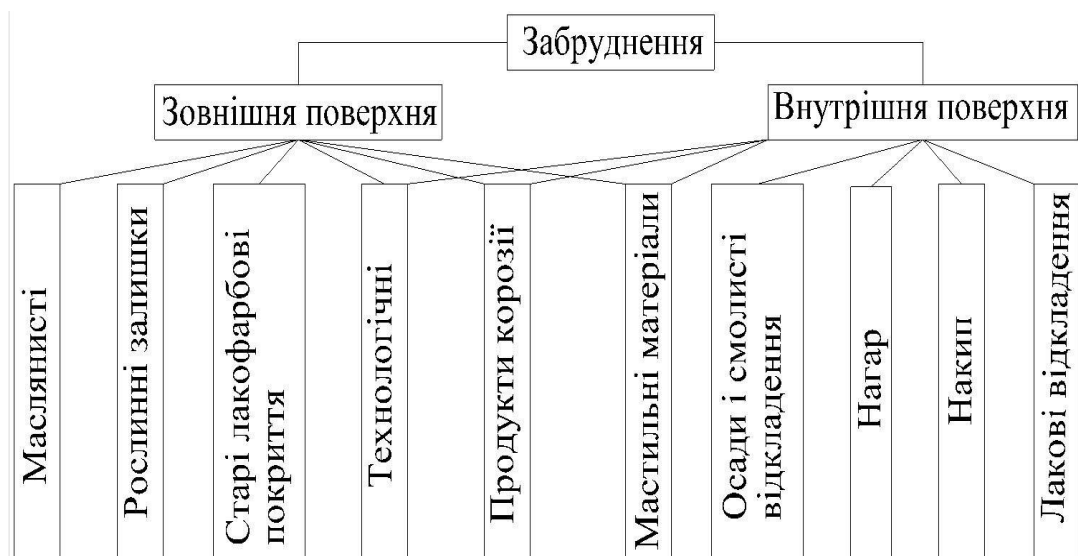 Забруднення
Зовнішня поверхня
Внутрішня поверхня
Маслянисті
Рослинні залишки
Старі лакофарбові
покриття
Технологічні
Продукти корозії
Мастильні матеріали
Осади і смолисті
відкладення
Нагар
Накип
Лакові відкладення